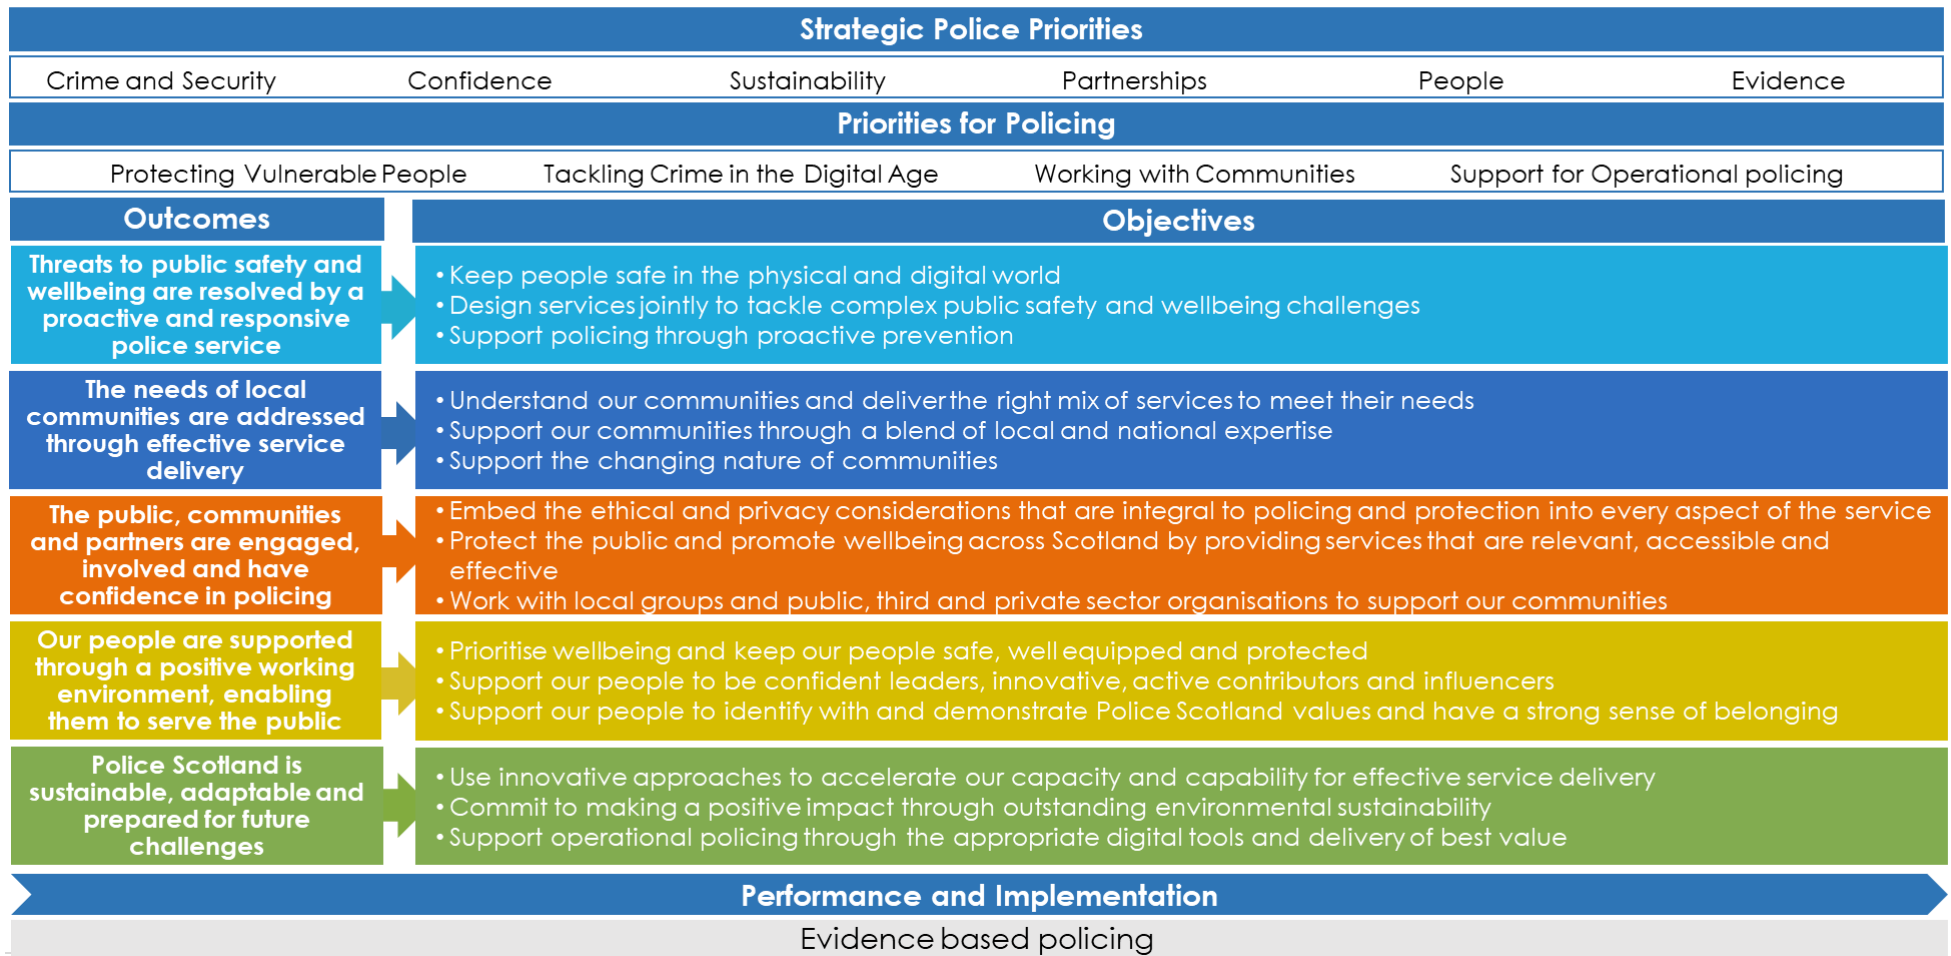 Strategic Police Priorities
Crime and Security Confidence Sustainability Partnerships People Evidence
Priorities for Policing
Protecting Vulnerable People Tackling Crime in the Digital Age Working with Communities Support for Operational policing
Outcomes
Objectives
Threats to public safety and
wellbeing are resolved by a
proactive and responsive
police service
• Keep people safe in the physical and digital world
• Design services jointly to tackle complex public safety and wellbeing challenges
• Support policing through proactive prevention
The needs of local
communities are addressed
through effective service
delivery
• Understand our communities and deliver the right mix of services to meet their needs
• Support our communities through a blend of local and national expertise
• Support the changing nature of communities
The public, communities
and partners are engaged,
involved and have
confidence in policing
• Embed the ethical and privacy considerations that are integral to policing and protection into every aspect of the service
• Protect the public and promote wellbeing across Scotland by providing services that are relevant, accessible and
effective
• Work with local groups and public, third and private sector organisations to support our communities
Our people are supported
through a positive working
environment, enabling
them to serve the public
• Prioritise wellbeing and keep our people safe, well equipped and protected
• Support our people to be confident leaders, innovative, active contributors and influencers
• Support our people to identify with and demonstrate Police Scotland values and have a strong sense of belonging
Police Scotland is
sustainable, adaptable and
prepared for future
challenges
• Use innovative approaches to accelerate our capacity and capability for effective service delivery
• Commit to making a positive impact through outstanding environmental sustainability
• Support operational policing through the appropriate digital tools and delivery of best value
Performance and Implementation
Evidence based policing